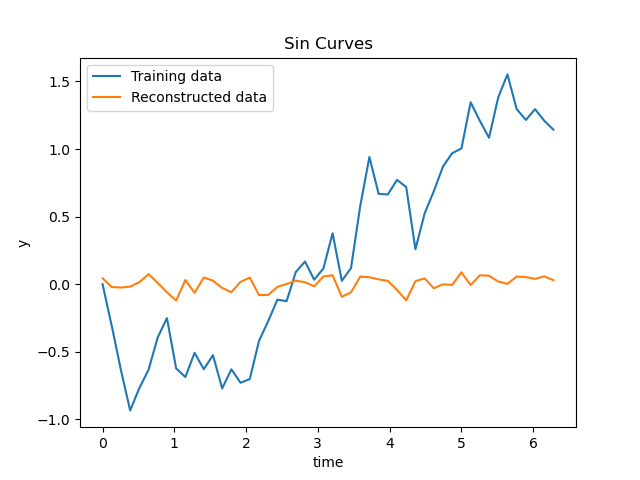 Sin Curves
Training data
Reconstructed data
1.5
1.0
0.5
0.0
−0.5
−1.0
y
0 1 2 3 4 5 6
time